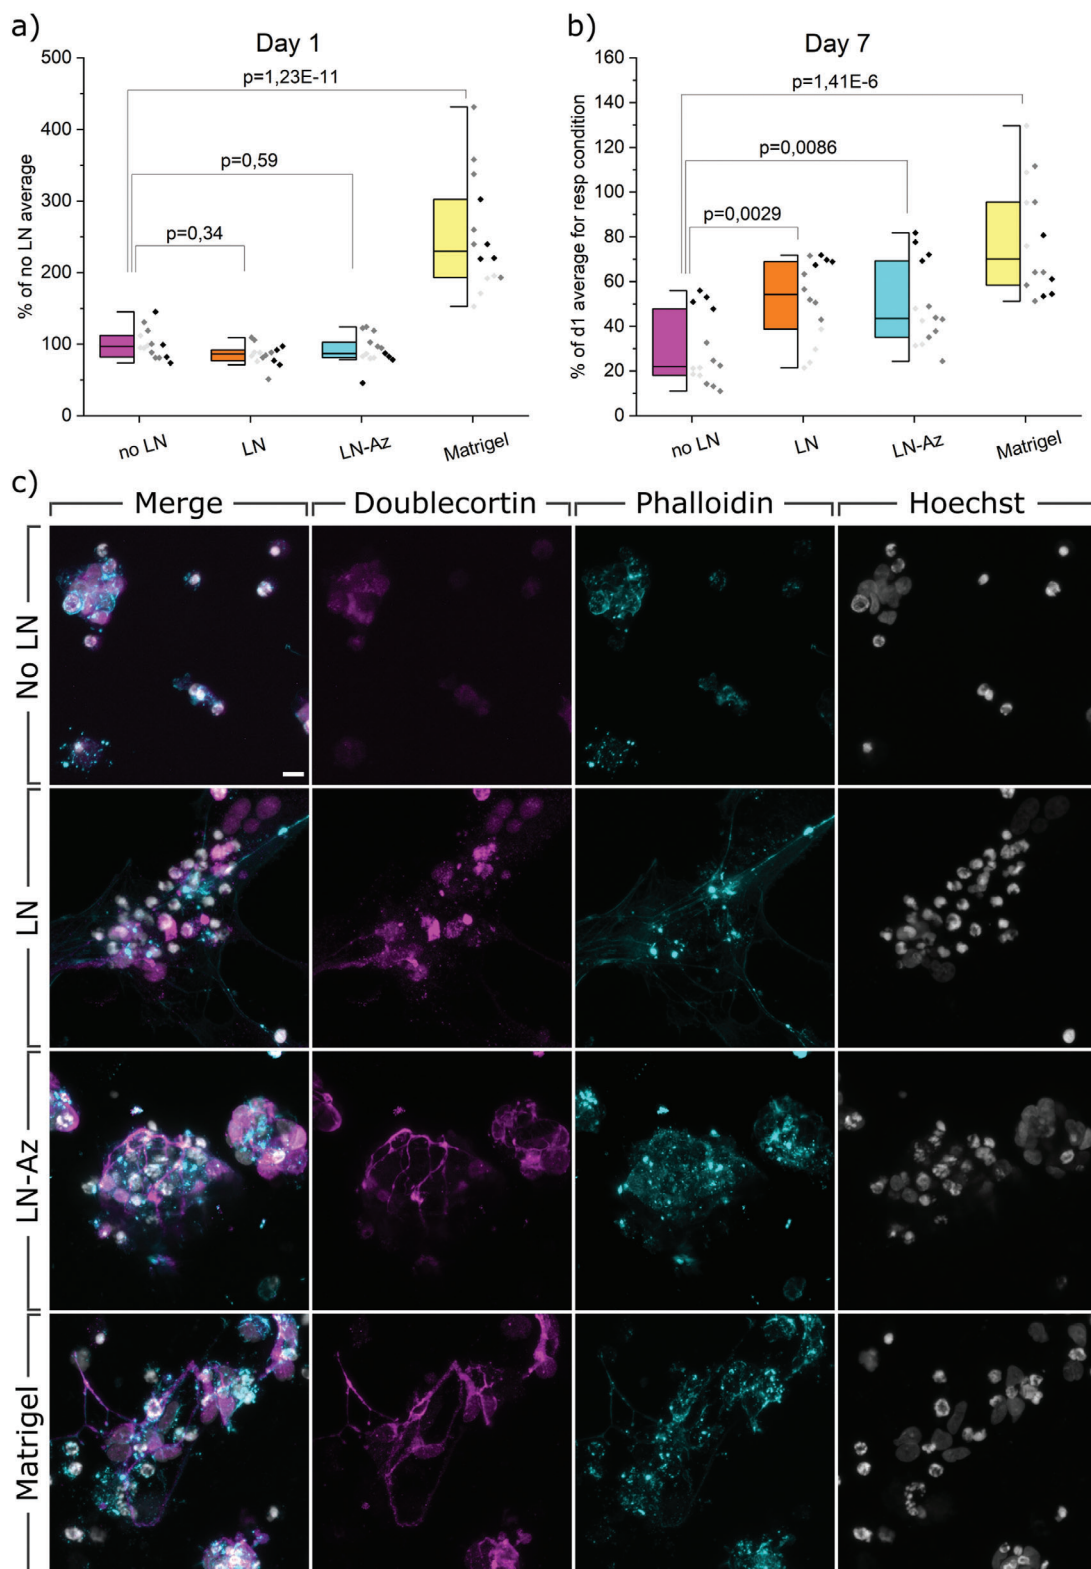 a)
Day 1
% of no LN average
500
400
300
200
100
0
p=1,23E-11
p=0,59
p=0,34
no LN
LN
LN-Az
Matrigel
b)
Day 7
% of d1 average for resp condition
160
140
120
100
80
60
40
20
0
p=1,41E-6
p=0,0086
p=0,0029
no LN
LN
LN-Az
Matrigel
c)
Merge
Doublecortin
Phalloidin
Hoechst
No LN
LN
LN-Az
Matrigel